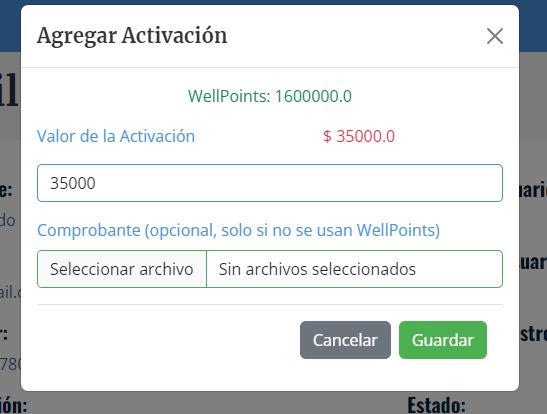 Agregar Activación
WellPoints: 1600000.0
Valor de la Activación
$ 35000.0
35000
Comprobante (opcional, solo si no se usan WellPoints)
Seleccionar archivo
Sin archivos seleccionados
Cancelar
Guardar
Estado: